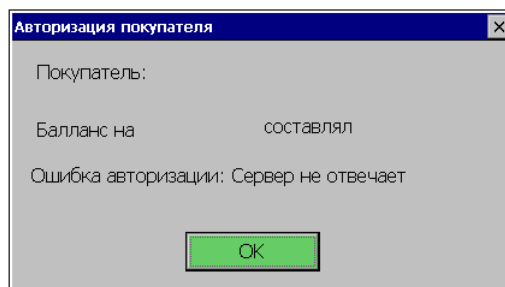 Авторизация покупателя
Покупатель:
Балланс на составлял
Ошибка авторизации: Сервер не отвечает
OK